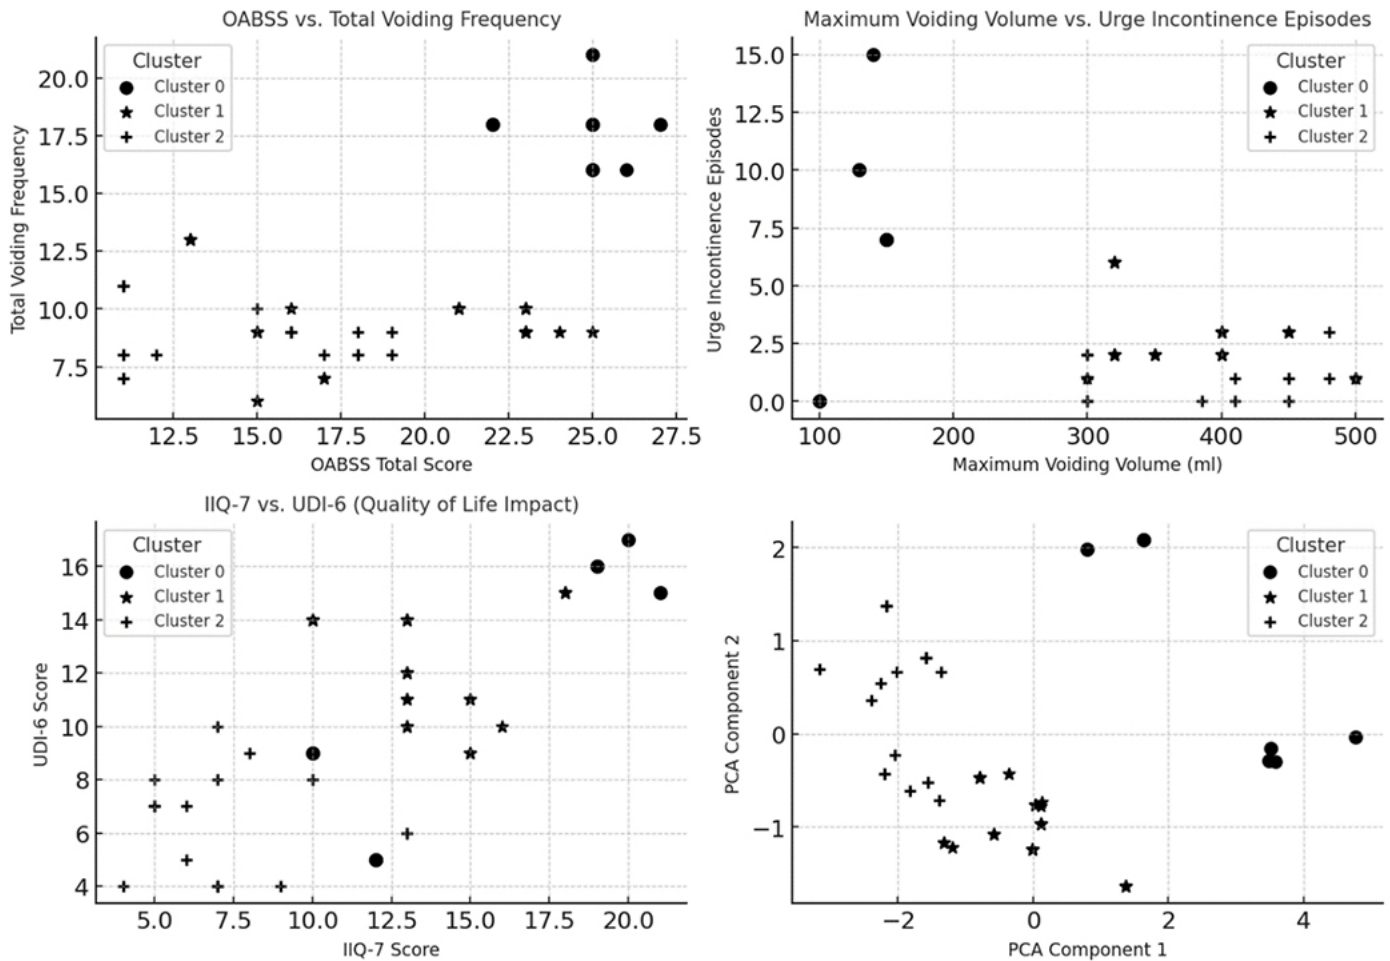 OABSS vs. Total Voiding Frequency
Cluster
Cluster 0
Cluster 1
Cluster 2
Total Voiding Frequency
20.0
17.5
15.0
12.5
10.0
7.5
12.5 15.0 17.5 20.0 22.5 25.0 27.5
OABSS Total Score
Maximum Voiding Volume vs. Urge Incontinence Episodes
Cluster
Cluster 0
Cluster 1
Cluster 2
Urge Incontinence Episodes
15.0
12.5
10.0
7.5
5.0
2.5
0.0
100 200 300 400 500
Maximum Voiding Volume (ml)
IIQ-7 vs. UDI-6 (Quality of Life Impact)
Cluster
Cluster 0
Cluster 1
Cluster 2
UDI-6 Score
16
14
12
10
8
6
4
5.0 7.5 10.0 12.5 15.0 17.5 20.0
IIQ-7 Score
Cluster
Cluster 0
Cluster 1
Cluster 2
PCA Component 2
2
1
0
−1
−2 0 2 4
PCA Component 1